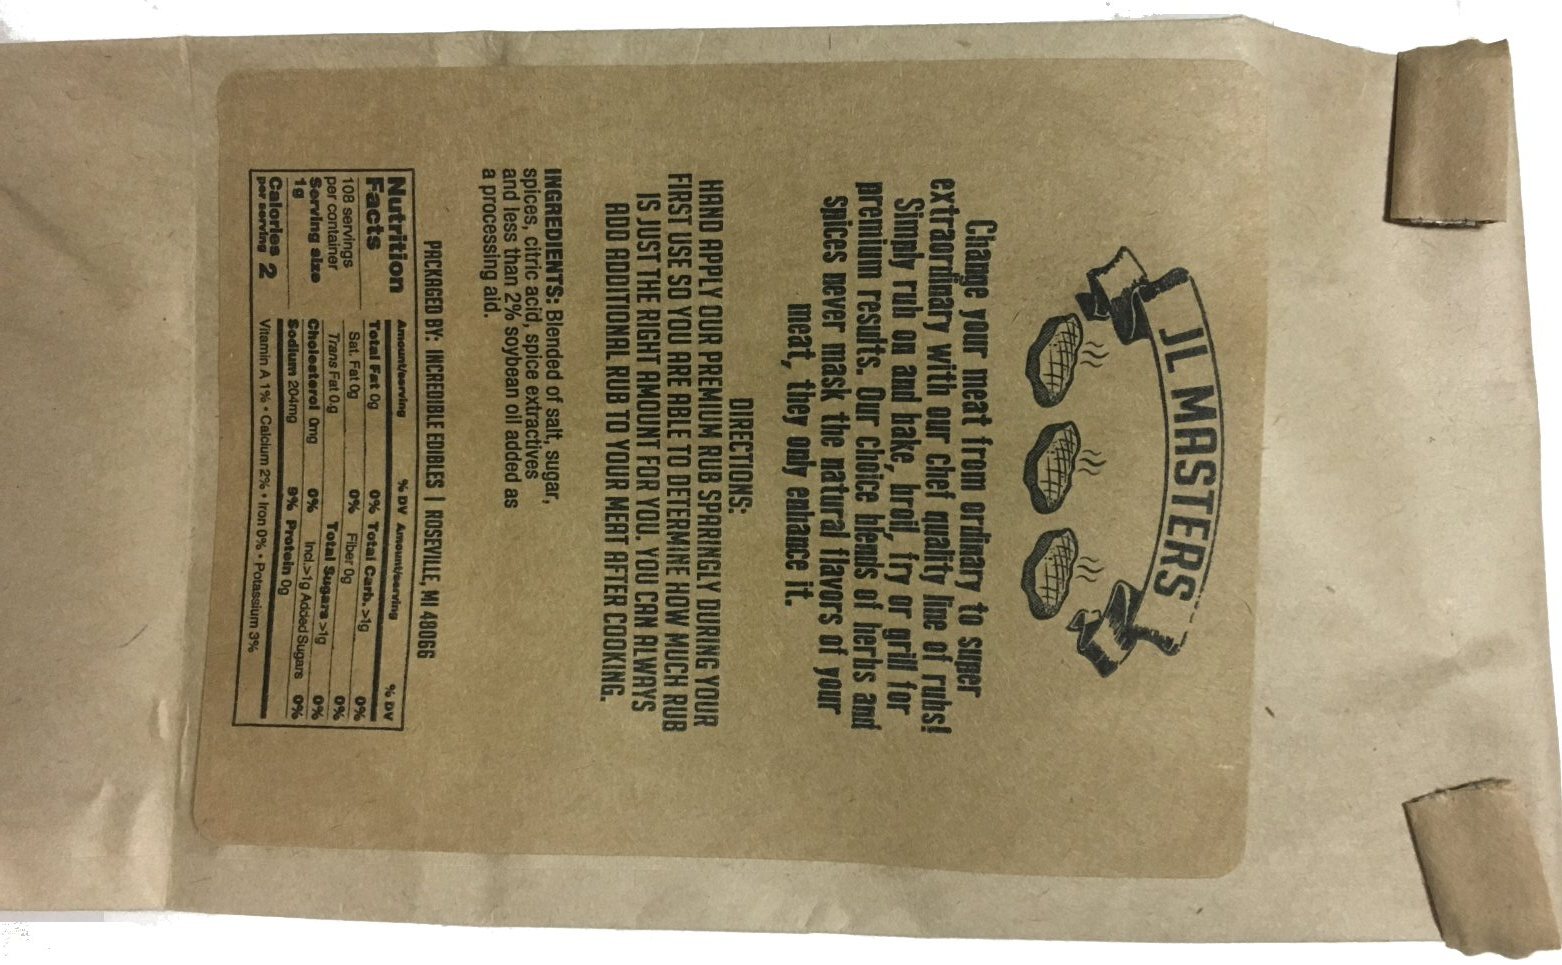 JL MASTERS
Change your meat from ordinary to super
extraordinary with our chef quality line of rubs!
Simply rub on and bake, broil, fry or grill for
premium results. Our choice blends of herbs and
spices never mask the natural flavors of your
meat, they only enhance it.
DIRECTIONS:
HAND APPLY OUR PREMIUM RUB SPARINGLY DURING YOUR
FIRST USE SO YOU ARE ABLE TO DETERMINE HOW MUCH RUB
IS JUST THE RIGHT AMOUNT FOR YOU. YOU CAN ALWAYS
ADD ADDITIONAL RUB TO YOUR MEAT AFTER COOKING.
INGREDIENTS: Blended of salt, sugar,
spices, citric acid, spice extractives
and less than 2% soybean oil added as
a processing aid.
PACKAGED BY: INCREDIBLE EDIBLES | ROSEVILLE, MI 48066
Nutrition
Facts
108 servings
per container
Serving size
1g
Calories 2
per serving
Amount/serving % DV Amount/serving % DV
Total Fat 0g 0% Total Carb. >1g 0%
Sat. Fat 0g 0% Fiber 0g 0%
Trans Fat 0g Total Sugars >1g 0%
Cholesterol 0mg 0% Incl.>1g Added Sugars 0%
Sodium 204mg 9% Protein 0g
Vitamin A 1% • Calcium 2% • Iron 0% • Potassium 3%